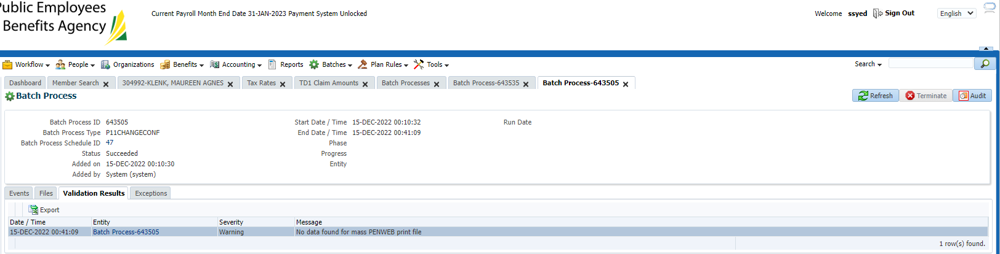 Public Employees
Benefits Agency
Current Payroll Month End Date 31-JAN-2023 Payment System Unlocked
Welcome ssyed Sign Out English
Workflow People Organizations Benefits Accounting Reports Batches Plan Rules Tools Search
Dashboard Member Search 304992-KLENK, MAUREEN AGNES Tax Rates TD1 Claim Amounts Batch Processes Batch Process-643535 Batch Process-643505
Batch Process Refresh Terminate Audit
Batch Process ID 643505 Start Date / Time 15-DEC-2022 00:10:32 Run Date
Batch Process Type P11CHANGECONF End Date / Time 15-DEC-2022 00:41:09
Batch Process Schedule ID 47 Phase
Status Succeeded Progress
Added on 15-DEC-2022 00:10:30 Entity
Added by System (system)
Events Files Validation Results Exceptions
Export
Date / Time Entity Severity Message
15-DEC-2022 00:41:09 Batch Process-643505 Warning No data found for mass PENWEB print file
1 row(s) found.